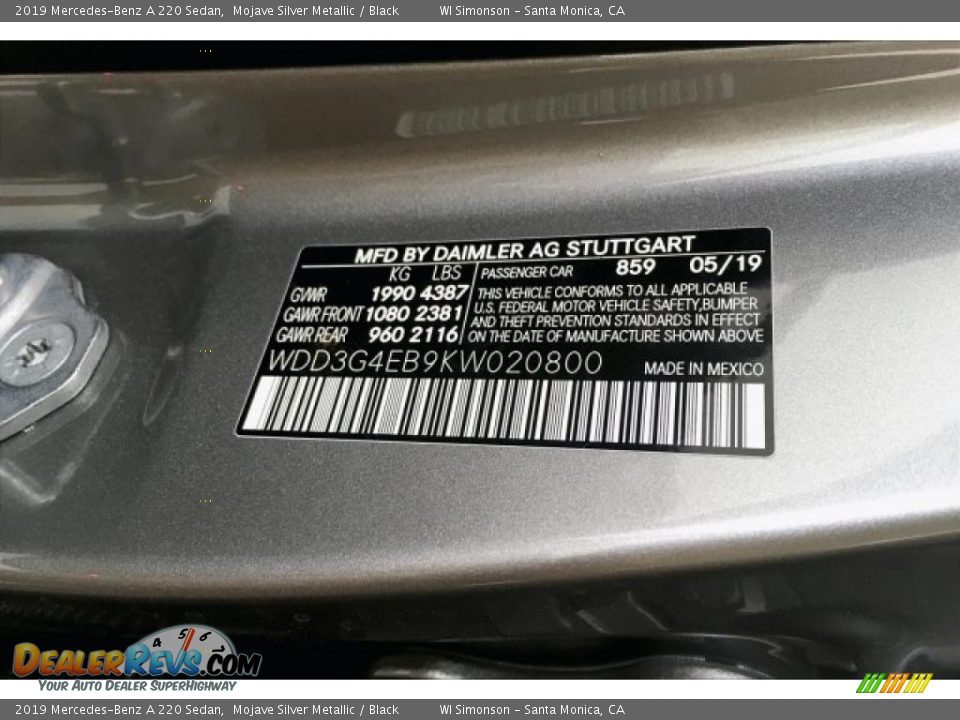 2019 Mercedes-Benz A 220 Sedan, Mojave Silver Metallic / Black WI Simonson - Santa Monica, CA
MFD BY DAIMLER AG STUTTGART
KG LBS
GVWR 1990 4387
GAWR FRONT 1080 2381
GAWR REAR 960 2116
PASSENGER CAR 859 05/19
THIS VEHICLE CONFORMS TO ALL APPLICABLE
U.S. FEDERAL MOTOR VEHICLE SAFETY, BUMPER
AND THEFT PREVENTION STANDARDS IN EFFECT
ON THE DATE OF MANUFACTURE SHOWN ABOVE
WDD3G4EB9KW020800 MADE IN MEXICO
4 5 6
DEALERREVS.COM
YOUR AUTO DEALER SUPERHIGHWAY
2019 Mercedes-Benz A 220 Sedan, Mojave Silver Metallic / Black WI Simonson - Santa Monica, CA